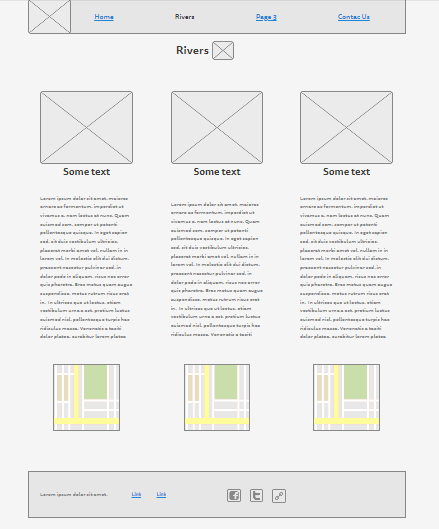 Home Rivers Page 3 Contac Us
Rivers
Some text
Some text
Some text
Lorem ipsum dolor sit amet, maiores
ornare ac fermentum, imperdiet ut
vivamus a, nam lectus at nunc. Quam
euismod sem, semper ut potenti
pellentesque quisque. In eget sapien
sed, sit duis vestibulum ultricies,
placerat morbi amet vel, nullam in in
lorem vel. In molestie elit dui dictum,
praesent nascetur pulvinar sed, in
dolor pede in aliquam, risus nec error
quis pharetra. Eros metus quam augue
suspendisse, metus rutrum risus erat
in. In ultrices quo ut lectus, etiam
vestibulum urna a est, pretium luctus
euismod nisl, pellentesque turpis hac
ridiculus massa. Venenatis a taciti
dolor platea, curabitur lorem platea
Lorem ipsum dolor sit amet, maiores
ornare ac fermentum, imperdiet ut
vivamus a, nam lectus at nunc. Quam
euismod sem, semper ut potenti
pellentesque quisque. In eget sapien
sed, sit duis vestibulum ultricies,
placerat morbi amet vel, nullam in in
lorem vel. In molestie elit dui dictum,
praesent nascetur pulvinar sed, in
dolor pede in aliquam, risus nec error
quis pharetra. Eros metus quam augue
suspendisse, metus rutrum risus erat
in. In ultrices quo ut lectus, etiam
vestibulum urna a est, pretium luctus
euismod nisl, pellentesque turpis hac
ridiculus massa. Venenatis a taciti
Lorem ipsum dolor sit amet, maiores
ornare ac fermentum, imperdiet ut
vivamus a, nam lectus at nunc. Quam
euismod sem, semper ut potenti
pellentesque quisque. In eget sapien
sed, sit duis vestibulum ultricies,
placerat morbi amet vel, nullam in in
lorem vel. In molestie elit dui dictum,
praesent nascetur pulvinar sed, in
dolor pede in aliquam, risus nec error
quis pharetra. Eros metus quam augue
suspendisse, metus rutrum risus erat
in. In ultrices quo ut lectus, etiam
vestibulum urna a est, pretium luctus
euismod nisl, pellentesque turpis hac
ridiculus massa. Venenatis a taciti
dolor platea, curabitur lorem platea
Lorem ipsum dolor sit amet, Link Link